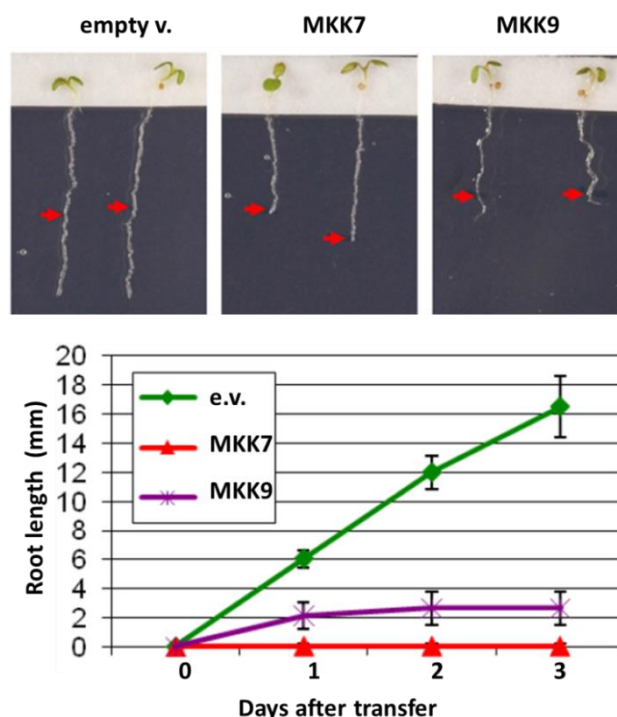 empty v. MKK7 MKK9
20
18
16
14
12
10
8
6
4
2
0
Root length (mm)
e.v.
MKK7
MKK9
0 1 2 3
Days after transfer